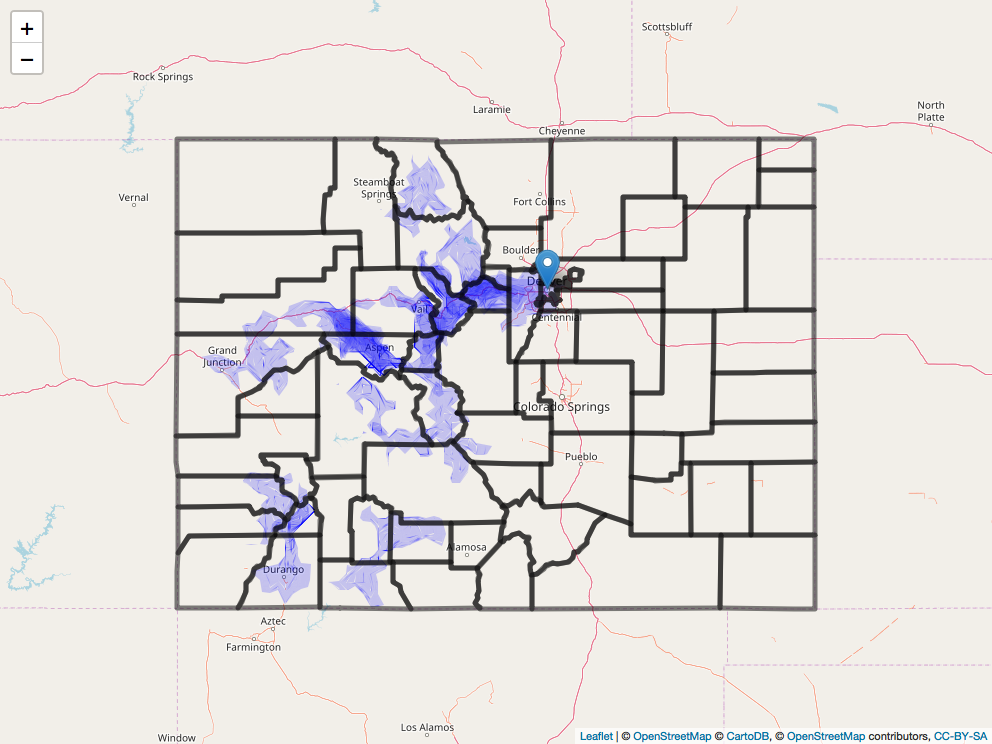 +
−
Scottsbluff
Rock Springs
Laramie
North
Platte
Cheyenne
Vernal
Steamboat
Springs
Fort Collins
Boulder
Denver
Vail
Centennial
Aspen
Grand
Junction
Colorado Springs
Pueblo
Alamosa
Durango
Aztec
Farmington
Los Alamos
Window
Leaflet | © OpenStreetMap © CartoDB, © OpenStreetMap contributors, CC-BY-SA